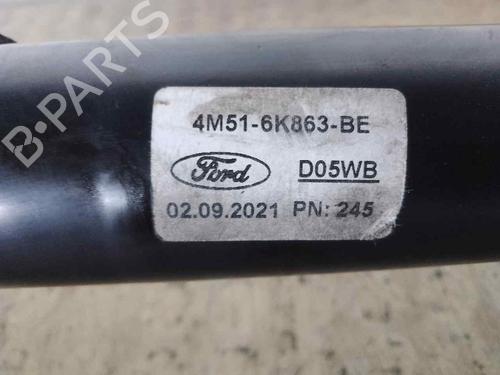 4M51-6K863-BE
Ford D05WB
02.09.2021 PN: 245
B-PARTS